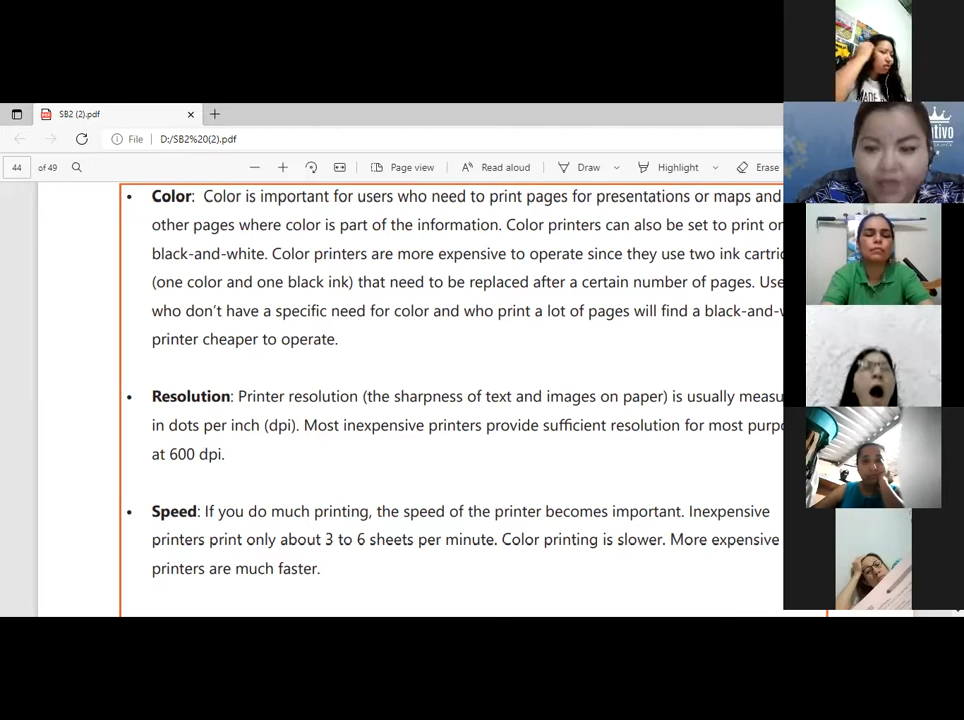 SB2 (2).pdf
File D:/SB2%20(2).pdf
44 of 49 Page view Read aloud Draw Highlight Erase
• Color: Color is important for users who need to print pages for presentations or maps and
other pages where color is part of the information. Color printers can also be set to print
black-and-white. Color printers are more expensive to operate since they use two ink
(one color and one black ink) that need to be replaced after a certain number of pages.
who don't have a specific need for color and who print a lot of pages will find a
printer cheaper to operate.
• Resolution: Printer resolution (the sharpness of text and images on paper) is usually
in dots per inch (dpi). Most inexpensive printers provide sufficient resolution for most
at 600 dpi.
• Speed: If you do much printing, the speed of the printer becomes important. Inexpensive
printers print only about 3 to 6 sheets per minute. Color printing is slower. More expensive
printers are much faster.